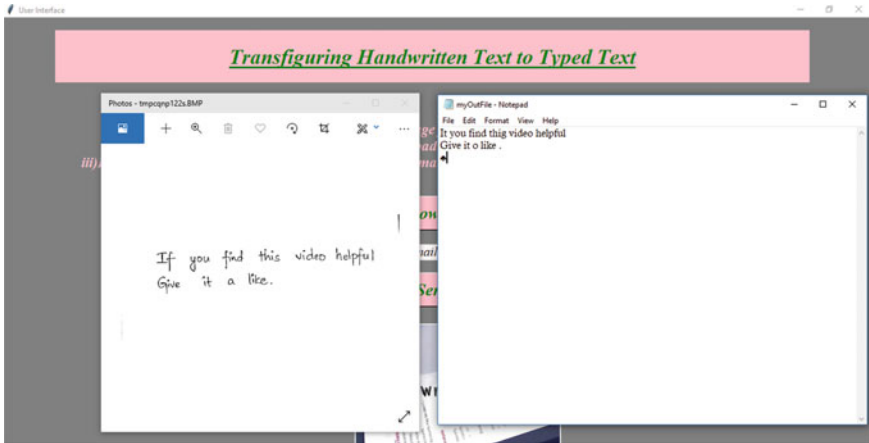 User Interface
Transfiguring Handwritten Text to Typed Text
Photos - tmpcqnp122s.BMP
If you find this video helpful
Give it a like.
myOutFile - Notepad
File Edit Format View Help
It you find thig video helpful
Give it o like .
iii)